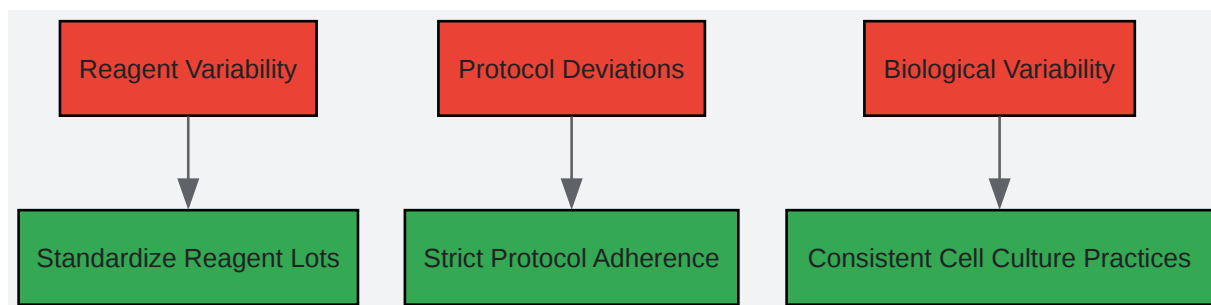 Reagent Variability
Protocol Deviations
Biological Variability
Standardize Reagent Lots
Strict Protocol Adherence
Consistent Cell Culture Practices